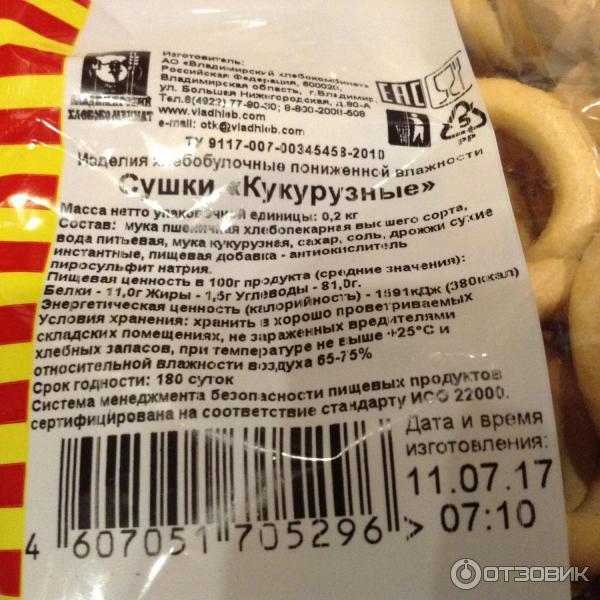 Изготовитель:
АО «Владимирский хлебокомбинат»
Российская Федерация, 600020,
Владимирская область, г.Владимир,
ул. Большая Нижегородская, д.80-А
Тел.8(4922) 77-90-30; 8-800-2008-508
www.vladhleb.com
e-mail: otk@vladhleb.com
ВЛАДИМИРСКИЙ
ХЛЕБОКОМБИНАТ
ЕАС
5
PP
ТУ 9117-007-00345458-2010
Изделия хлебобулочные пониженной влажности
Сушки «Кукурузные»
Масса нетто упаковочной единицы: 0,2 кг
Состав: мука пшеничная хлебопекарная высшего сорта,
вода питьевая, мука кукурузная, сахар, соль, дрожжи сухие
инстантные, пищевая добавка - антиокислитель
пиросульфит натрия.
Пищевая ценность в 100г продукта (средние значения):
Белки - 11,0г Жиры - 1,5г Углеводы - 81,0г.
Энергетическая ценность (калорийность) - 1591кДж (380ккал)
Условия хранения: хранить в хорошо проветриваемых
складских помещениях, не зараженных вредителями
хлебных запасов, при температуре не выше +25°С и
относительной влажности воздуха 65-75%
Срок годности: 180 суток
Система менеджмента безопасности пищевых продуктов
сертифицирована на соответствие стандарту ИСО 22000.
Дата и время
изготовления:
11.07.17
07:10
4 607051 705296 >
ОТЗОВИК